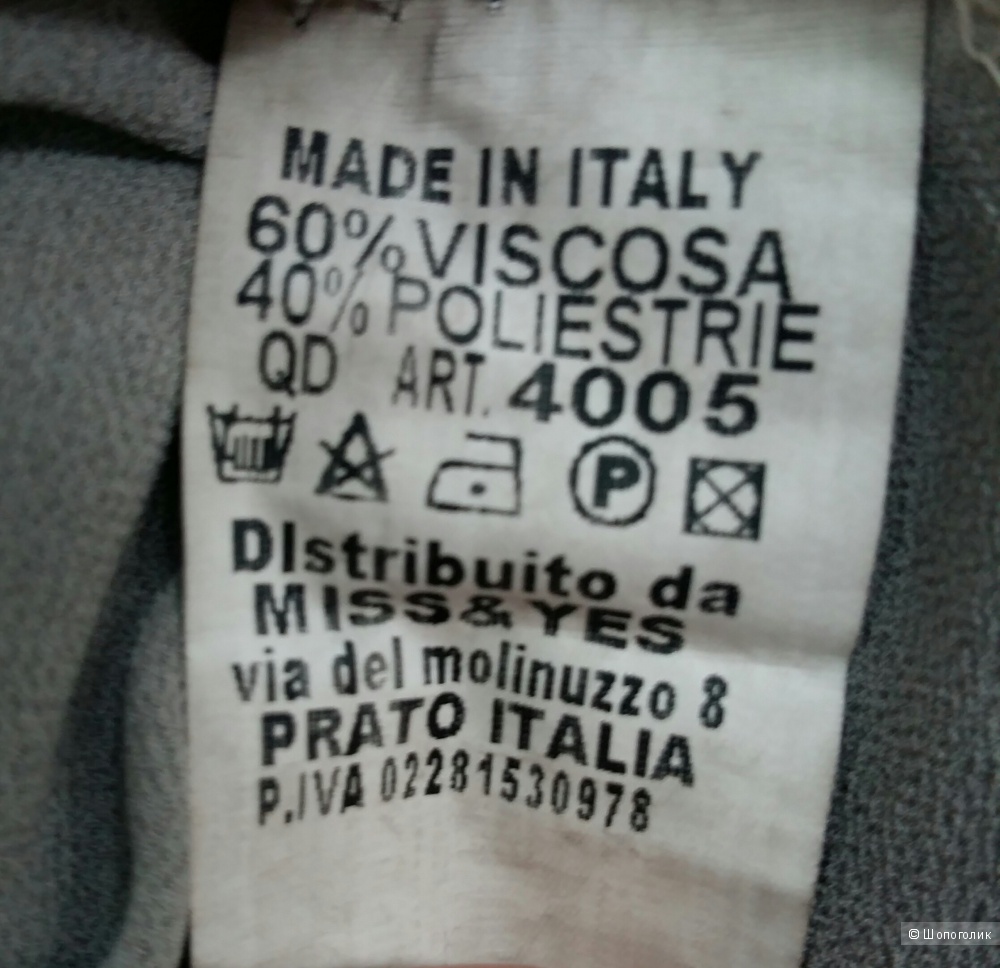 MADE IN ITALY
60% VISCOSA
40% POLIESTRIE
QD ART. 4005
P
DIstribuito da
MISS&YES
via del molinuzzo 8
PRATO ITALIA
P.IVA 02281530978
© Шопоголик